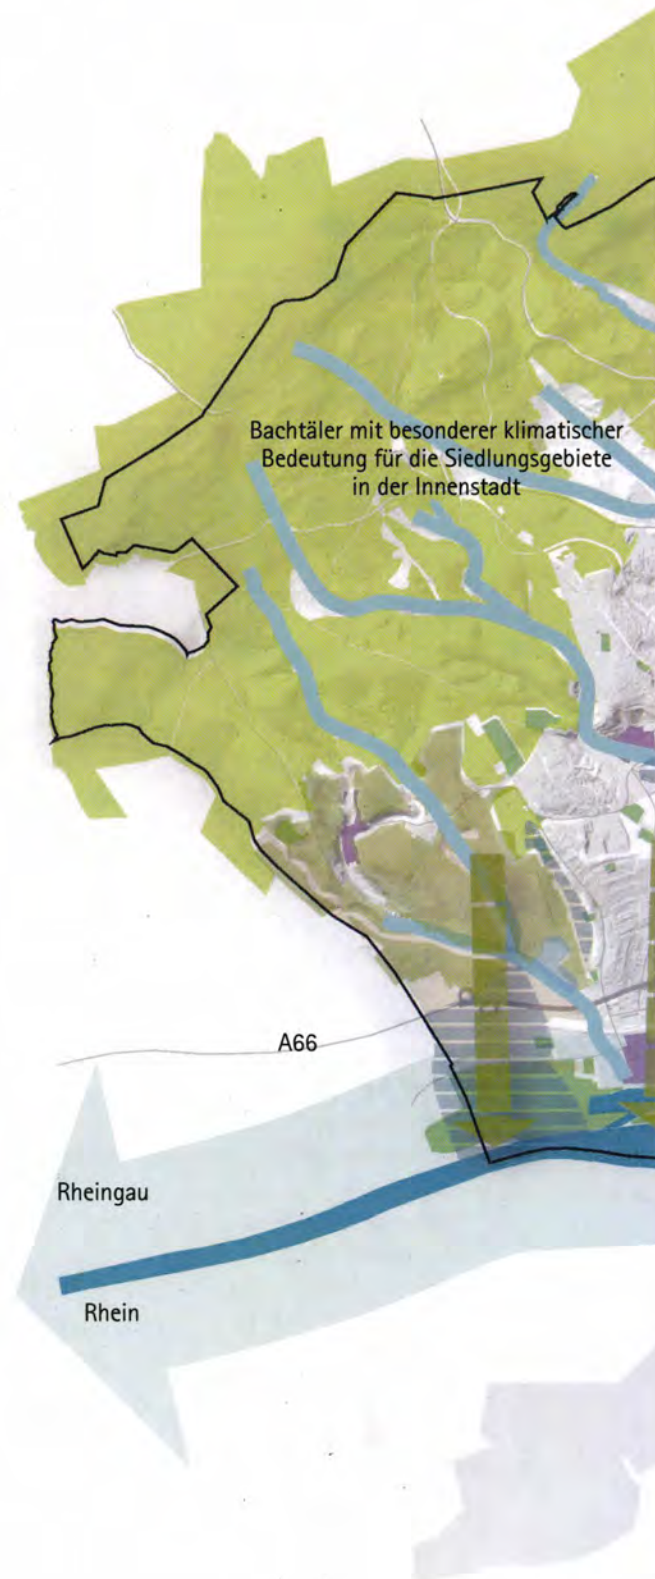 Bachtäler mit besonderer klimatischer
Bedeutung für die Siedlungsgebiete
in der Innenstadt
A66
Rheingau
Rhein